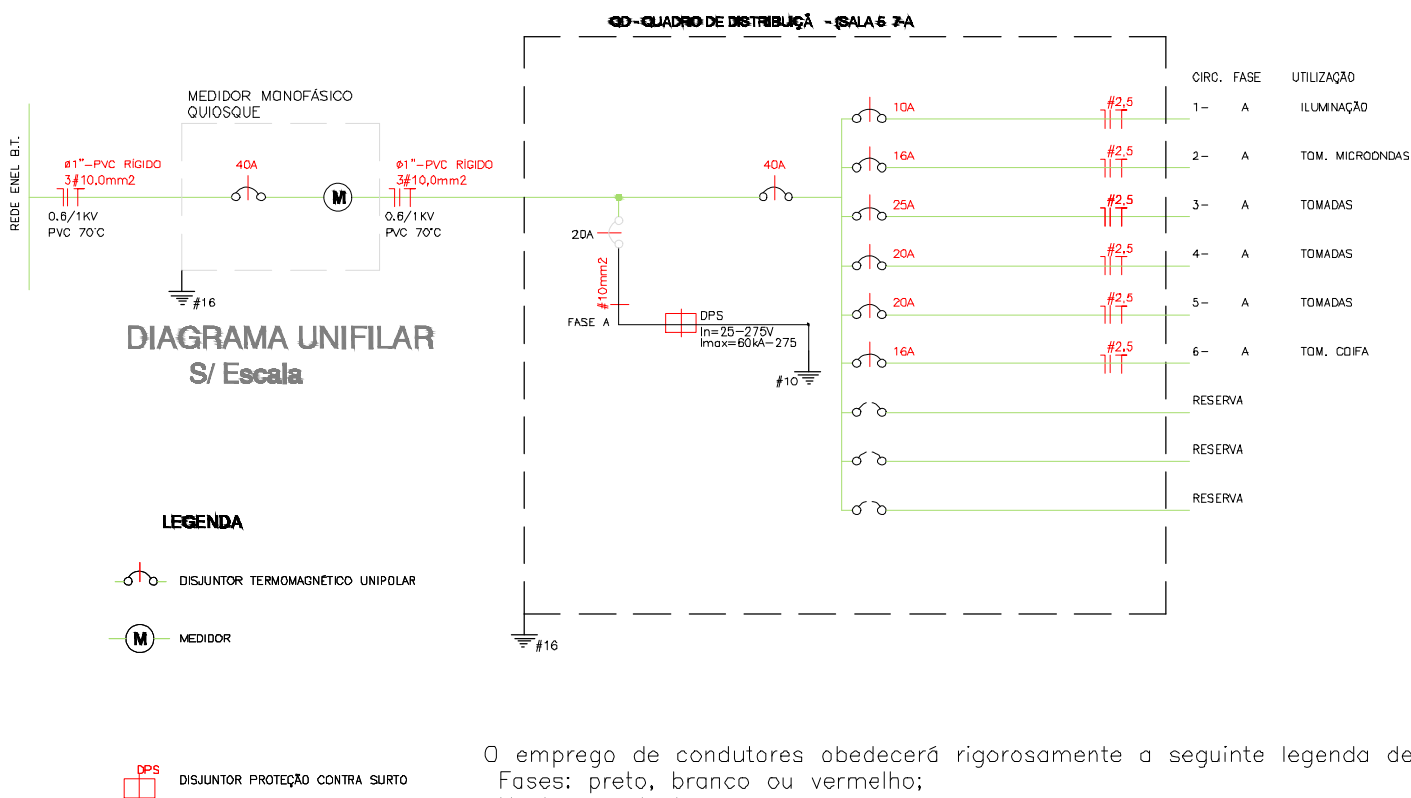 QD-QUADRO DE DISTRIBUIÇÃ - (SALA 5 7-A
CIRC. FASE UTILIZAÇÃO
1- A ILUMINAÇÃO
2- A TOM. MICROONDAS
3- A TOMADAS
4- A TOMADAS
5- A TOMADAS
6- A TOM. COIFA
RESERVA
RESERVA
RESERVA
10A #2,5
16A #2,5
25A #2,5
20A #2,5
20A #2,5
16A #2,5
MEDIDOR MONOFÁSICO
QUIOSQUE
REDE ENEL B.T.
ø1"-PVC RÍGIDO
3#10,0mm2
0.6/1KV
PVC 70°C
40A
M
ø1"-PVC RÍGIDO
3#10,0mm2
0.6/1KV
PVC 70°C
#16
40A
20A
#10mm2
FASE A
DPS
In=25-275V
Imax=60kA-275
#10
#16
DIAGRAMA UNIFILAR
S/ Escala
LEGENDA
DISJUNTOR TERMOMAGNÉTICO UNIPOLAR
M MEDIDOR
DPS
DISJUNTOR PROTEÇÃO CONTRA SURTO
O emprego de condutores obedecerá rigorosamente a seguinte legenda de
Fases: preto, branco ou vermelho;